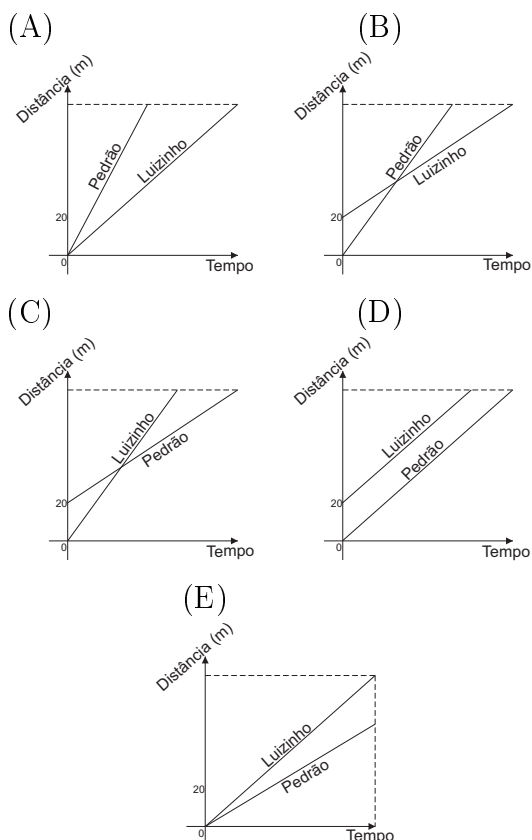 (A)
Distância (m)
Pedrão
Luizinho
20
0
Tempo
(B)
Distância (m)
Pedrão
Luizinho
20
0
Tempo
(C)
Distância (m)
Luizinho
Pedrão
20
0
Tempo
(D)
Distância (m)
Luizinho
Pedrão
20
0
Tempo
(E)
Distância (m)
Luizinho
Pedrão
20
0
Tempo